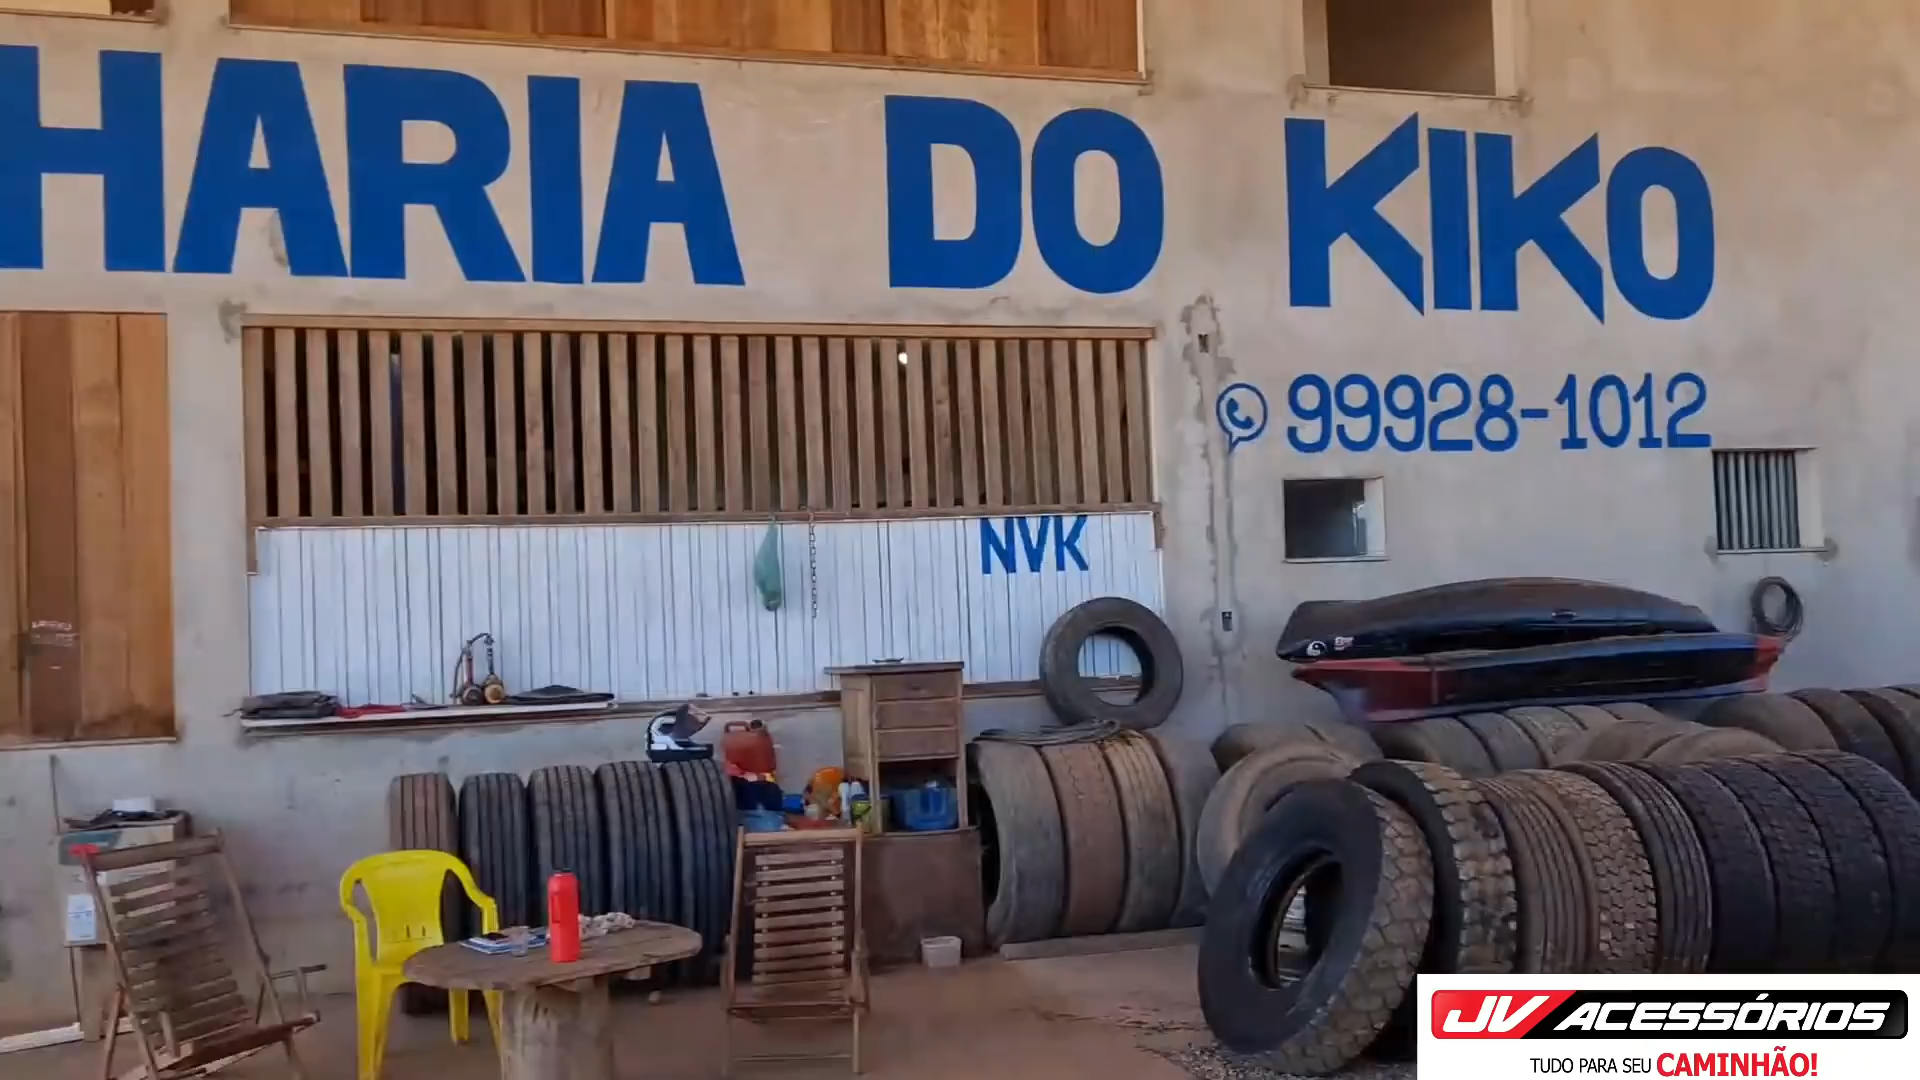 HARIA DO KIKO
99928-1012
NVK
JV ACESSÓRIOS
TUDO PARA SEU CAMINHÃO!